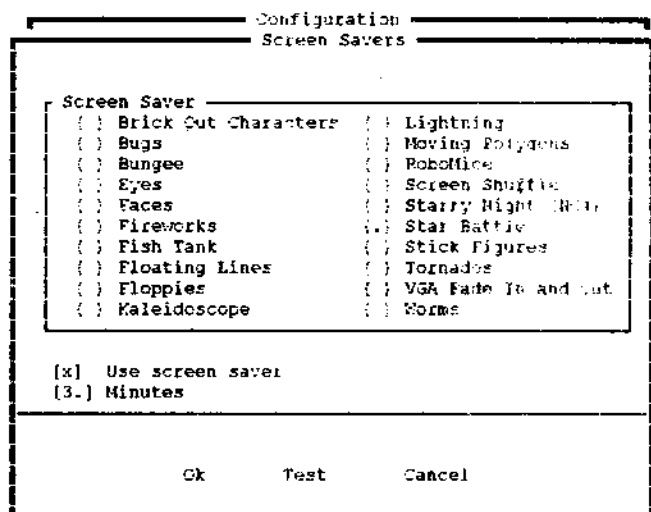 Configuration
Screen Savers
Screen Saver
( ) Brick Out Characters ( ) Lightning
( ) Bugs ( ) Moving Polygons
( ) Bungee ( ) RoboMice
( ) Eyes ( ) Screen Shuffle
( ) Faces ( ) Starry Night
( ) Fireworks (.) Star Battle
( ) Fish Tank ( ) Stick Figures
( ) Floating Lines ( ) Tornados
( ) Floppies ( ) VGA Fade In and Out
( ) Kaleidoscope ( ) Worms
[x] Use screen saver
[3.] Minutes
Ok Test Cancel